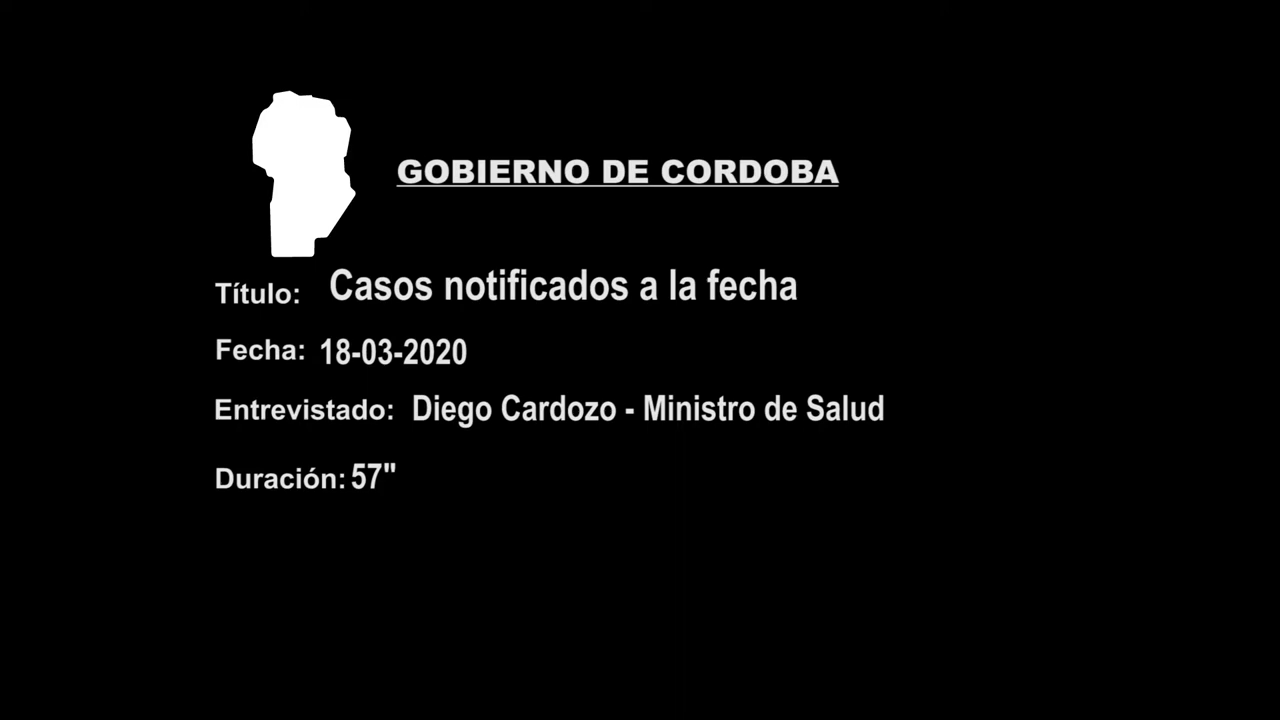 GOBIERNO DE CORDOBA
Título: Casos notificados a la fecha
Fecha: 18-03-2020
Entrevistado: Diego Cardozo - Ministro de Salud
Duración: 57"